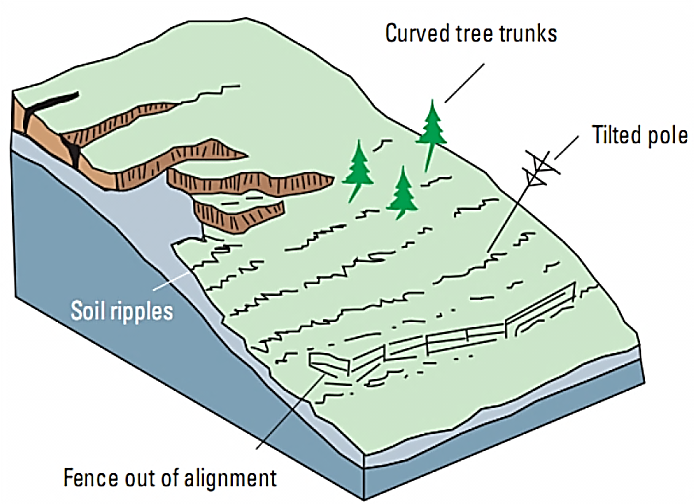 Curved tree trunks
Tilted pole
Soil ripples
Fence out of alignment